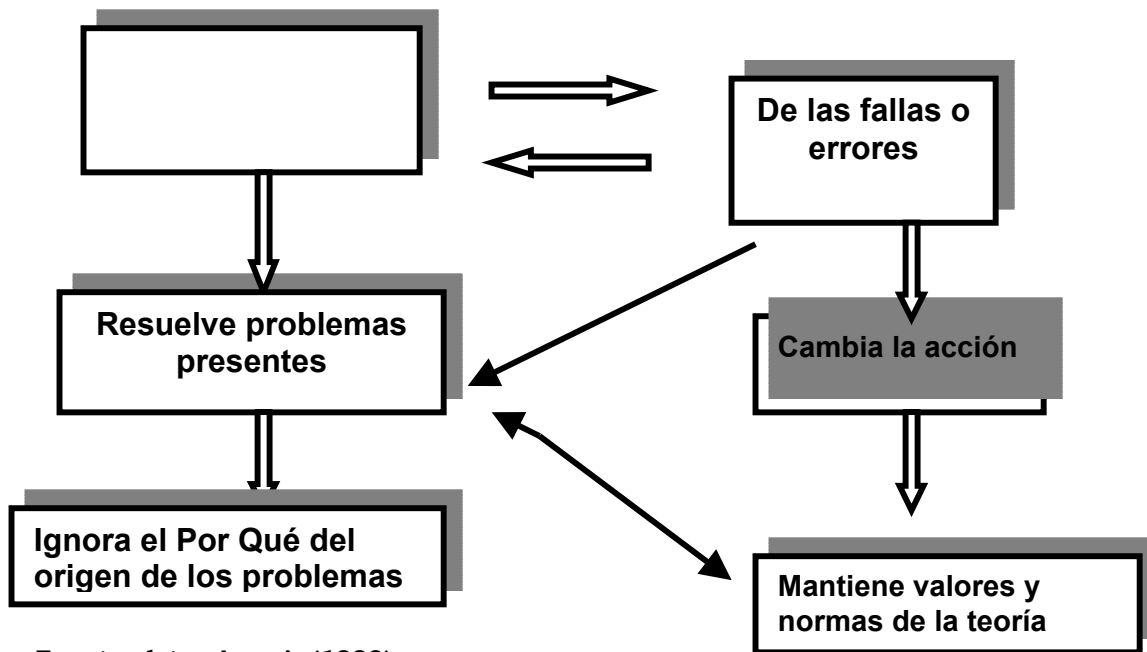 De las fallas o
errores
Resuelve problemas
presentes
Cambia la acción
Ignora el Por Qué del
origen de los problemas
Mantiene valores y
normas de la teoría